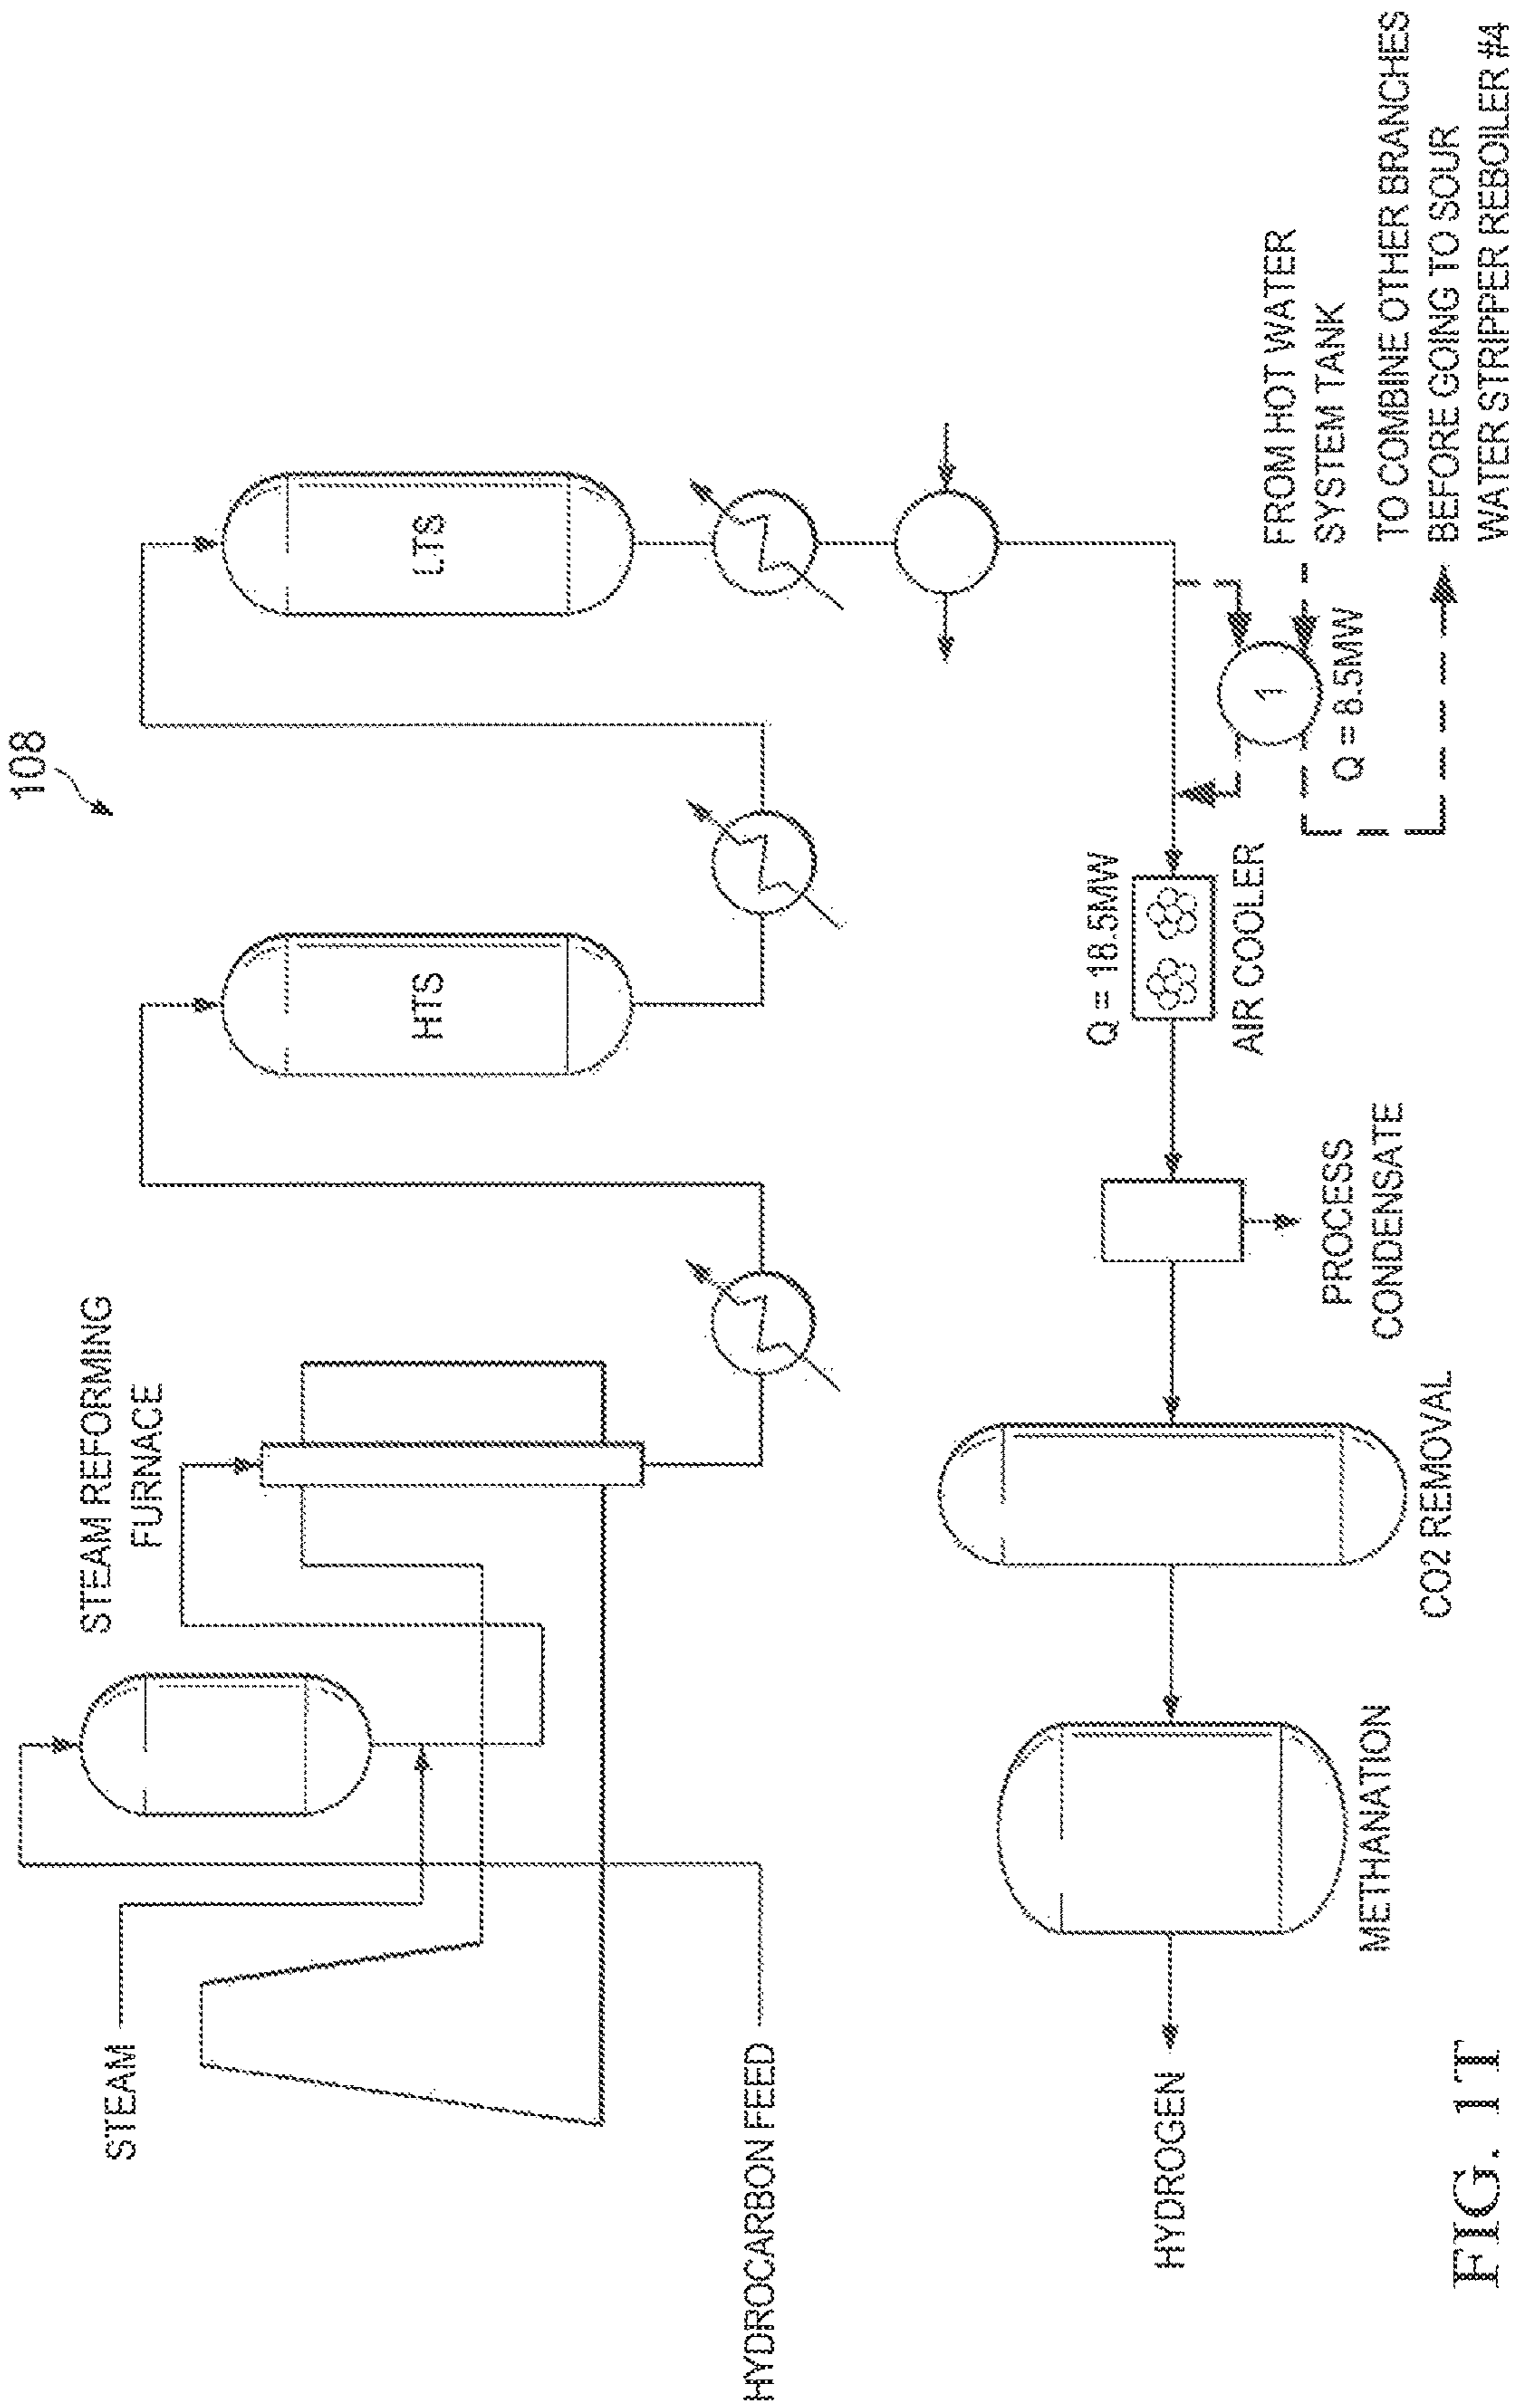 108
STEAM REFORMING
FURNACE
STEAM
HYDROCARBON FEED
HTS
LTS
FROM HOT WATER
SYSTEM TANK
TO COMBINE OTHER BRANCHES
BEFORE GOING TO SOUR
WATER STRIPPER REBOILER #4
1
Q = 8.5MW
Q = 18.5MW
AIR COOLER
PROCESS
CONDENSATE
CO2 REMOVAL
METHANATION
HYDROGEN
FIG. 1T